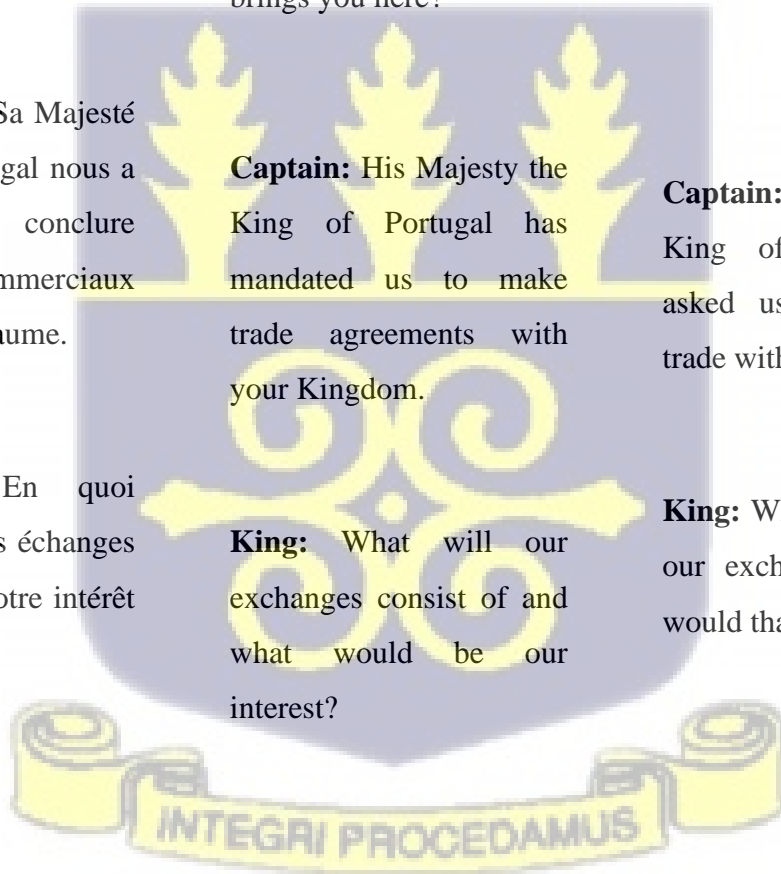 Sa Majesté
gal nous a
conclure
mmerciaux
aume.
En quoi
s échanges
otre intérêt
brings you here?
Captain: His Majesty the
King of Portugal has
mandated us to make
trade agreements with
your Kingdom.
King: What will our
exchanges consist of and
what would be our
interest?
Captain:
King of
asked us
trade with
King: W
our exch
would tha
INTEGRI PROCEDAMUS